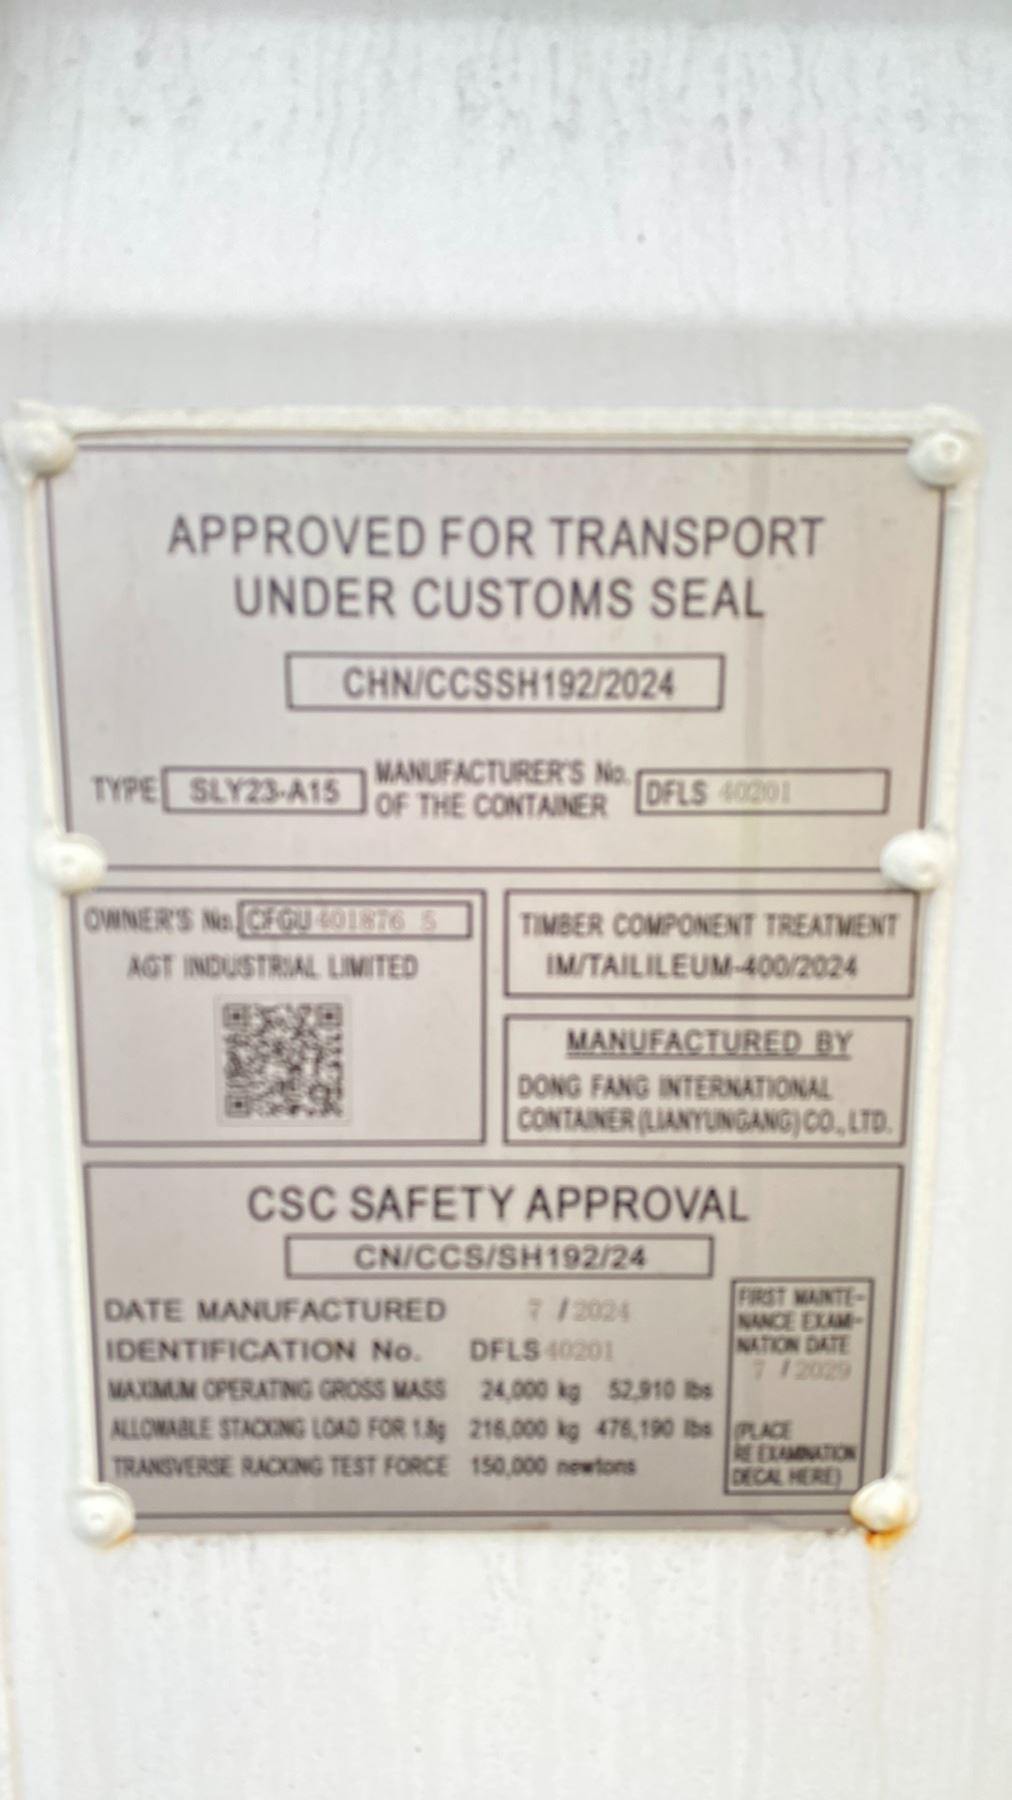 APPROVED FOR TRANSPORT
UNDER CUSTOMS SEAL
CHN/CCSSH192/2024
TYPE SLY23-A15 MANUFACTURER'S No. OF THE CONTAINER DFLS 40201
OWNER'S No. CFGU 401876 5
AGT INDUSTRIAL LIMITED
TIMBER COMPONENT TREATMENT
IM/TAILILEUM-400/2024
MANUFACTURED BY
DONG FANG INTERNATIONAL
CONTAINER (LIANYUNGANG) CO., LTD.
CSC SAFETY APPROVAL
CN/CCS/SH192/24
DATE MANUFACTURED 7 / 2024
IDENTIFICATION No. DFLS 40201
MAXIMUM OPERATING GROSS MASS 24,000 kg 52,910 lbs
ALLOWABLE STACKING LOAD FOR 1.8g 216,000 kg 476,190 lbs
TRANSVERSE RACKING TEST FORCE 150,000 newtons
FIRST MAINTE-
NANCE EXAMI-
NATION DATE
7 / 2029
(PLACE
RE EXAMINATION
DECAL HERE)